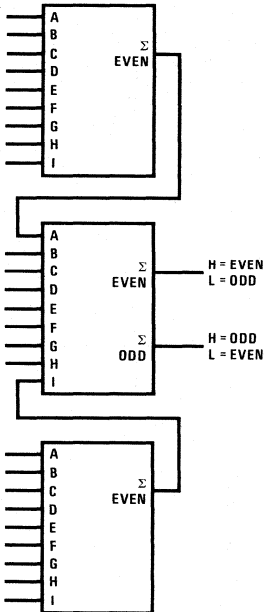 A
B
C
D
E
F
G
H
I
Σ
EVEN
A
B
C
D
E
F
G
H
I
Σ
EVEN
H = EVEN
L = ODD
Σ
ODD
H = ODD
L = EVEN
A
B
C
D
E
F
G
H
I
Σ
EVEN